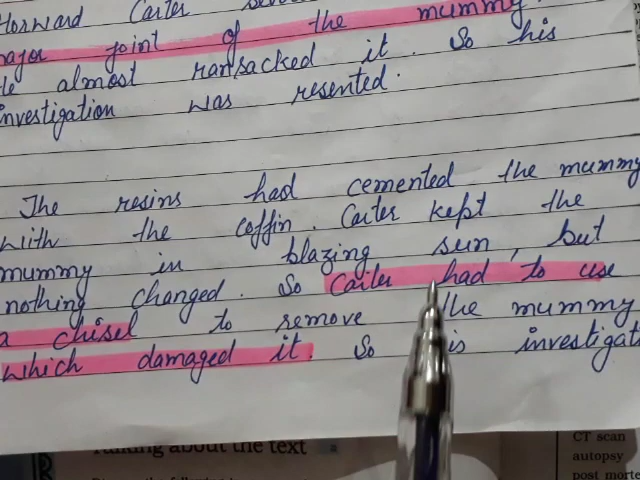 Horward Carter
major joint of the mummy.
He almost ransacked it. So his
investigation was resented.
The resins had cemented the mummy
with the coffin. Carter kept the
mummy in blazing sun, but
nothing changed. So Carter had to use
a chisel to remove the mummy
which damaged it. So is investigat
Talking about the text
CT scan
autopsy
post morte